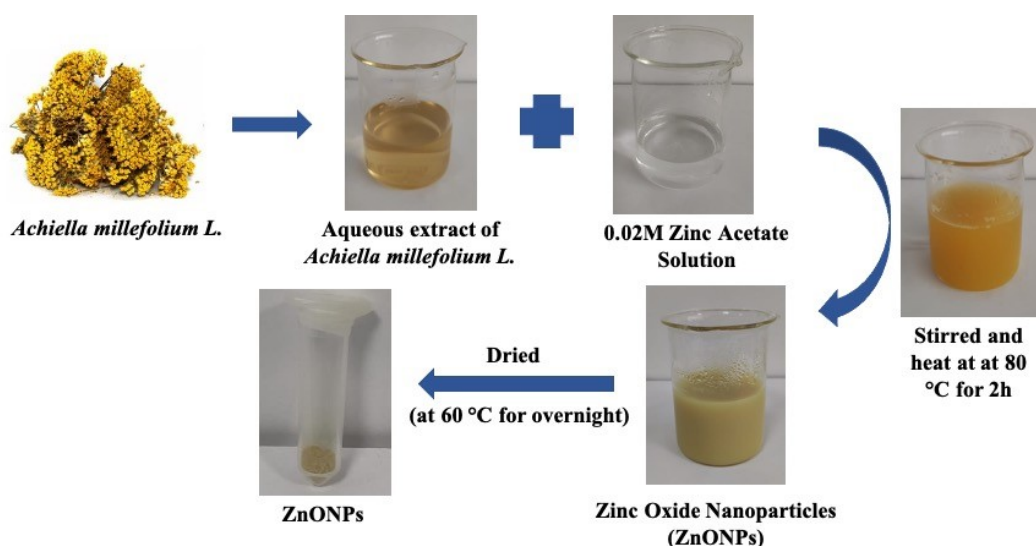 Achiella millefolium L.
Aqueous extract of
Achiella millefolium L.
0.02M Zinc Acetate
Solution
Stirred and
heat at at 80
°C for 2h
Zinc Oxide Nanoparticles
(ZnONPs)
Dried
(at 60 °C for overnight)
ZnONPs